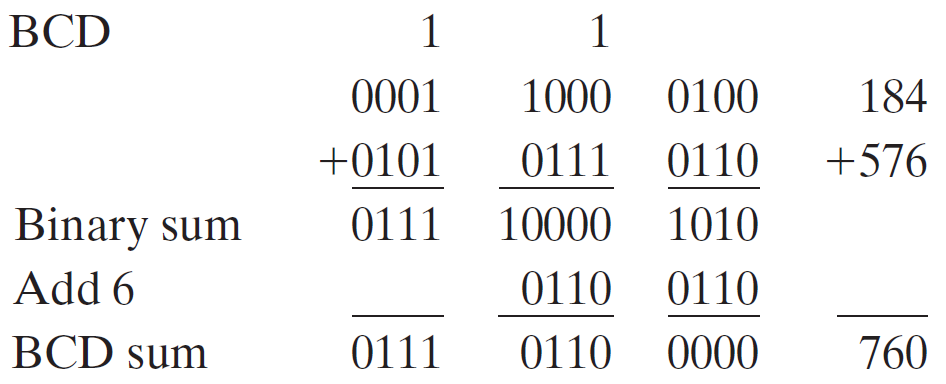 BCD 1 1
0001 1000 0100 184
+0101 0111 0110 +576
Binary sum 0111 10000 1010
Add 6 0110 0110
BCD sum 0111 0110 0000 760